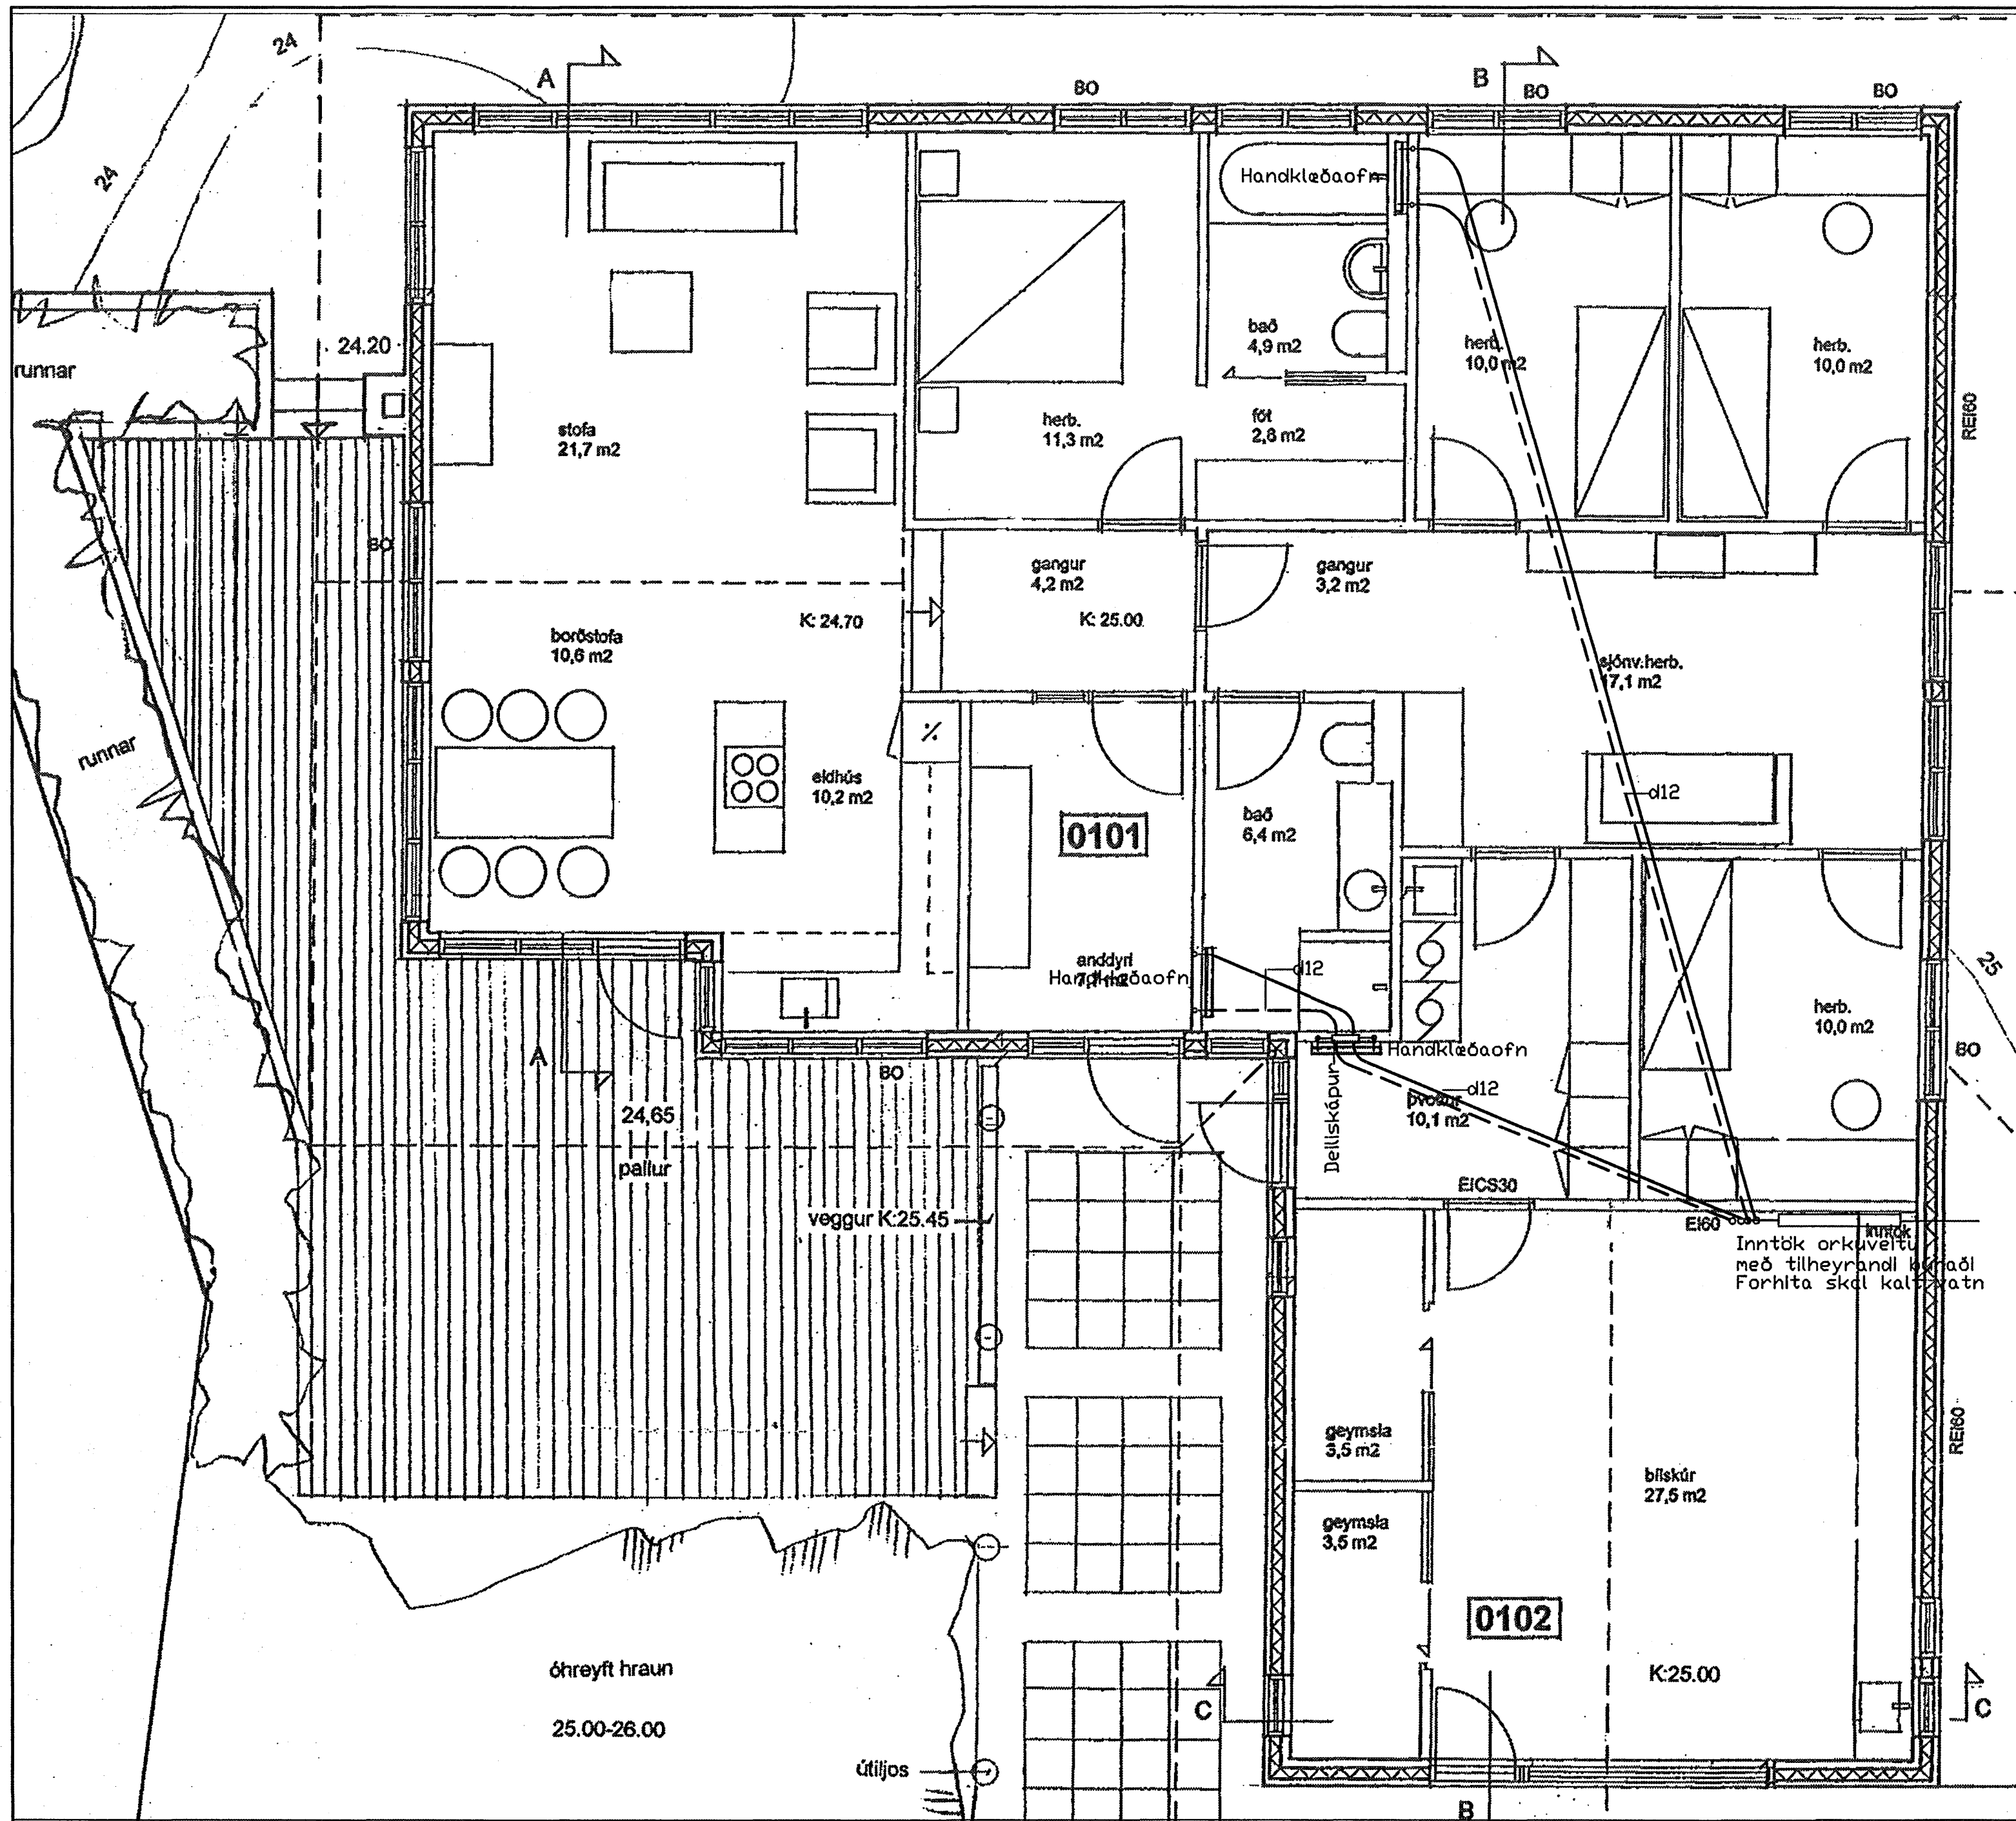 24
A
BO
B
BO
BO
24
Handklæðaofn
24.20
runnar
bað
4,9 m2
herb.
10,0 m2
herb.
10,0 m2
REI60
stofa
21,7 m2
herb.
11,3 m2
föt
2,6 m2
BO
gangur
4,2 m2
gangur
3,2 m2
K: 24.70
K: 25.00
borðstofa
10,6 m2
sjónv.herb.
17,1 m2
runnar
eldhús
10,2 m2
d12
0101
bað
6,4 m2
anddyri
Handklæðaofn
d12
25
herb.
10,0 m2
Handklæðaofn
BO
A
BO
d12
Deiliskápur
þvottur
10,1 m2
24,65
pallur
EICS30
veggur K:25.45
EI60
inntök
Inntök orkuveitu
með tilheyrandi búnaði
Forhita skal kalt vatn
geymsla
3,5 m2
REI60
bílskúr
27,5 m2
geymsla
3,5 m2
0102
óhreyft hraun
K:25.00
25.00-26.00
C
C
útiljos
B